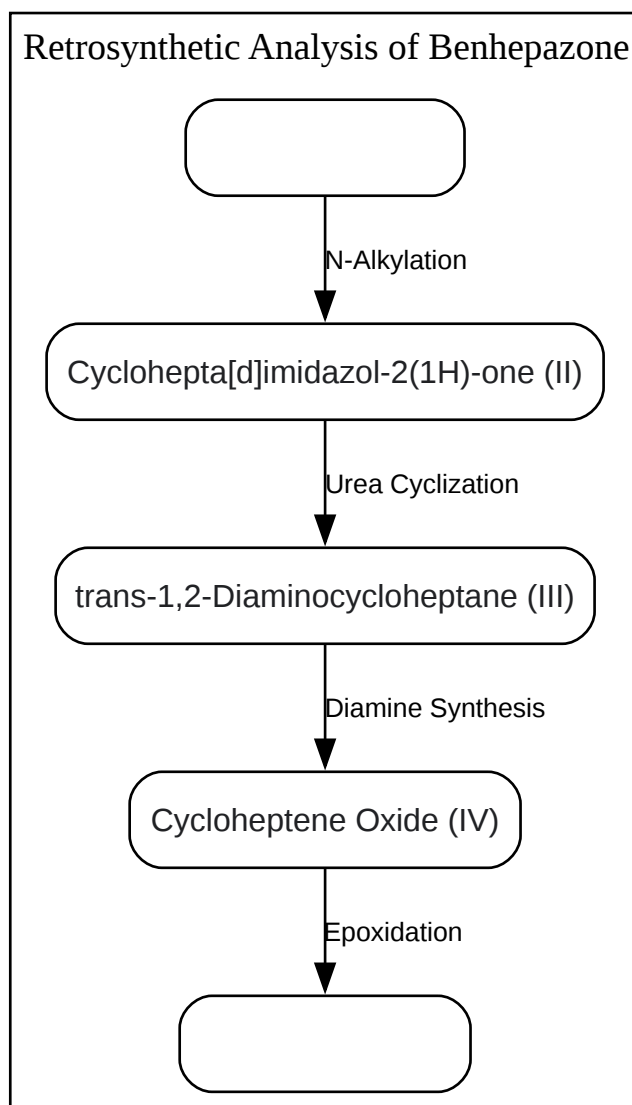 Retrosynthetic Analysis of Benhepazone
N-Alkylation
Cyclohepta[d]imidazol-2(1H)-one (II)
Urea Cyclization
trans-1,2-Diaminocycloheptane (III)
Diamine Synthesis
Cycloheptene Oxide (IV)
Epoxidation